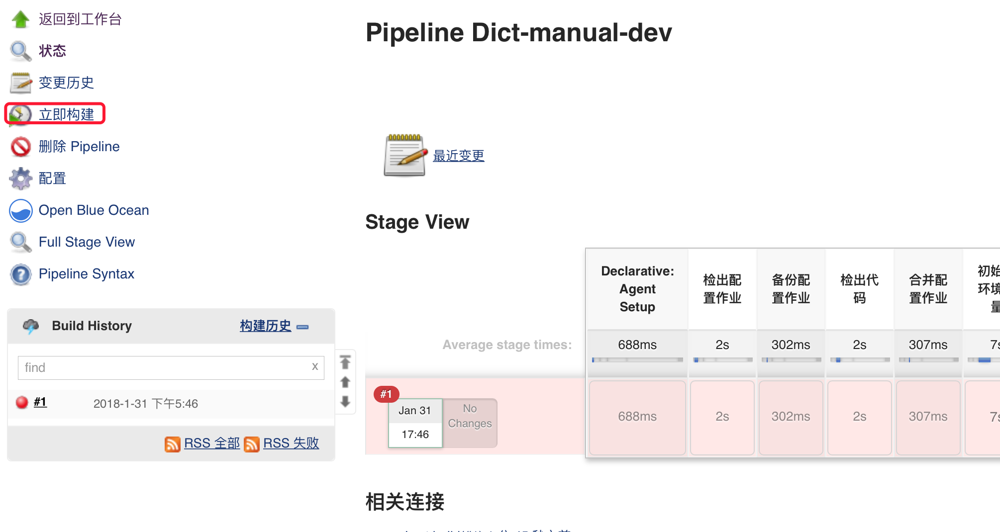 返回到工作台
状态
变更历史
立即构建
删除 Pipeline
配置
Open Blue Ocean
Full Stage View
Pipeline Syntax
Build History 构建历史
find x
#1 2018-1-31 下午5:46
RSS 全部 RSS 失败
Pipeline Dict-manual-dev
最近变更
Stage View
Declarative:
Agent
Setup
检出配
置作业
备份配
置作业
检出代
码
合并配
置作业
初始
环境
量
Average stage times:
688ms 2s 302ms 2s 307ms 7s
#1
Jan 31
17:46
No
Changes
688ms 2s 302ms 2s 307ms 7s
相关连接